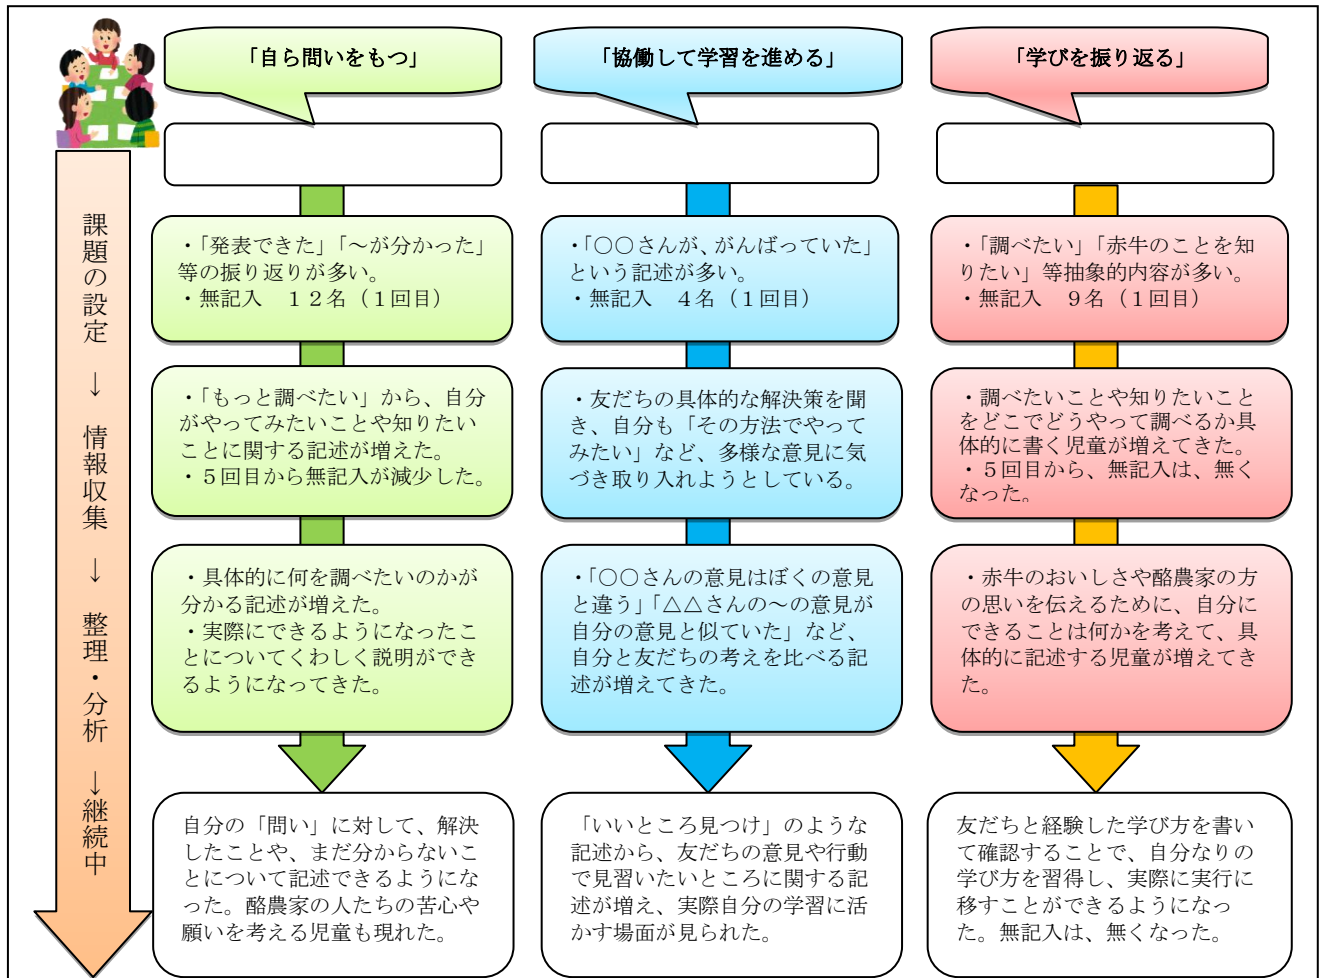 「自ら問いをもつ」
「協働して学習を進める」
「学びを振り返る」
課題の設定　↓　情報収集　↓　整理・分析　↓継続中
・「発表できた」「～が分かった」
等の振り返りが多い。
・無記入　１２名（１回目）
・「もっと調べたい」から、自分
がやってみたいことや知りたい
ことに関する記述が増えた。
・５回目から無記入が減少した。
・具体的に何を調べたいのかが
分かる記述が増えた。
・実際にできるようになったこ
とについてくわしく説明ができ
るようになってきた。
自分の「問い」に対して、解決
したことや、まだ分からないこ
とについて記述できるようにな
った。酪農家の人たちの苦心や
願いを考える児童も現れた。
・「〇〇さんが、がんばっていた」
という記述が多い。
・無記入　４名（１回目）
・友だちの具体的な解決策を聞
き、自分も「その方法でやって
みたい」など、多様な意見に気
づき取り入れようとしている。
・「〇〇さんの意見はぼくの意見
と違う」「△△さんの～の意見が
自分の意見と似ていた」など、
自分と友だちの考えを比べる記
述が増えてきた。
「いいところ見つけ」のような
記述から、友だちの意見や行動
で見習いたいところに関する記
述が増え、実際自分の学習に活
かす場面が見られた。
・「調べたい」「赤牛のことを知
りたい」等抽象的内容が多い。
・無記入　９名（１回目）
・調べたいことや知りたいこと
をどこでどうやって調べるか具
体的に書く児童が増えてきた。
・５回目から、無記入は、無く
なった。
・赤牛のおいしさや酪農家の方
の思いを伝えるために、自分に
できることは何かを考えて、具
体的に記述する児童が増えてき
た。
友だちと経験した学び方を書い
て確認することで、自分なりの
学び方を習得し、実際に実行に
移すことができるようになっ
た。無記入は、無くなった。